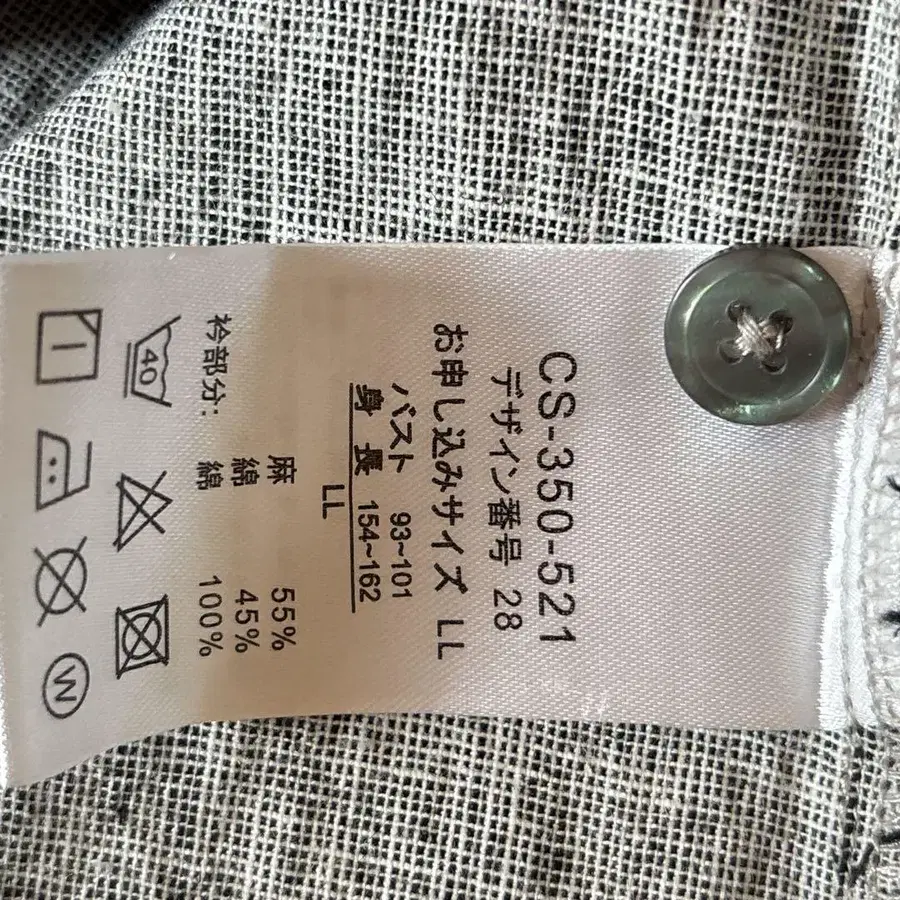 CS-350-521
デザイン番号 28
お申し込みサイズ LL
バスト 93~101
身長 154~162
LL
麻 55%
綿 45%
衿部分: 綿 100%
40
W